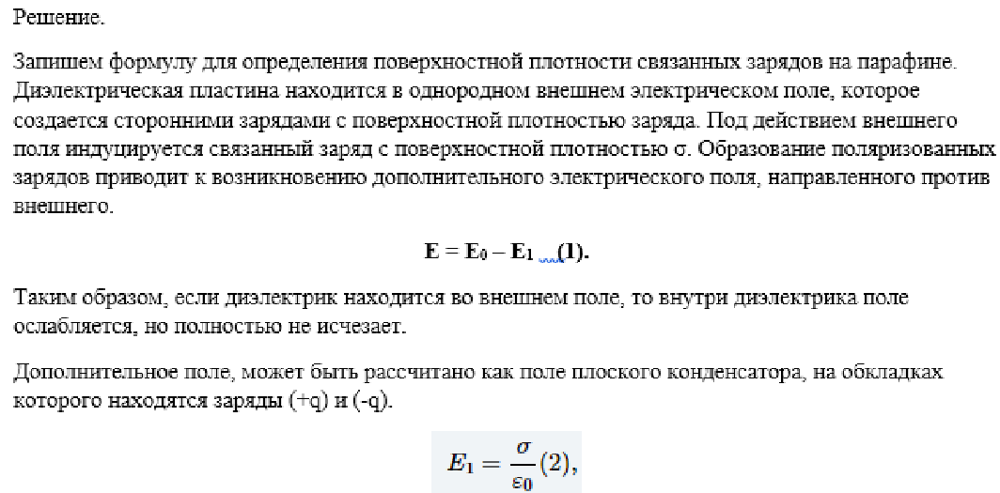 Решение.
Запишем формулу для определения поверхностной плотности связанных зарядов на парафине.
Диэлектрическая пластина находится в однородном внешнем электрическом поле, которое
создается сторонними зарядами с поверхностной плотностью заряда. Под действием внешнего
поля индуцируется связанный заряд с поверхностной плотностью σ. Образование поляризованных
зарядов приводит к возникновению дополнительного электрического поля, направленного против
внешнего.
E = E₀ – E₁ (1).
Таким образом, если диэлектрик находится во внешнем поле, то внутри диэлектрика поле
ослабляется, но полностью не исчезает.
Дополнительное поле, может быть рассчитано как поле плоского конденсатора, на обкладках
которого находятся заряды (+q) и (-q).
E₁ = σ/ε₀ (2),